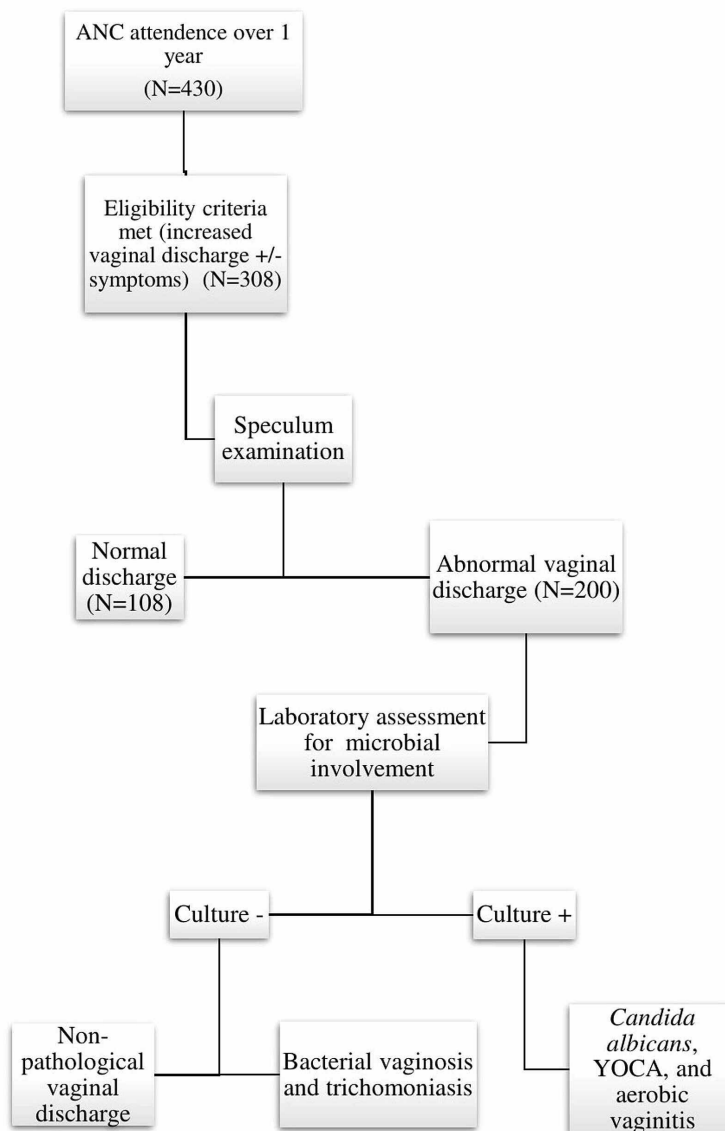 ANC attendence over 1
year
(N=430)
Eligibility criteria
met (increased
vaginal discharge +/-
symptoms) (N=308)
Speculum
examination
Normal
discharge
(N=108)
Abnormal vaginal
discharge (N=200)
Laboratory assessment
for microbial
involvement
Culture -
Culture +
Non-
pathological
vaginal
discharge
Bacterial vaginosis
and trichomoniasis
Candida
albicans,
YOCA, and
aerobic
vaginitis